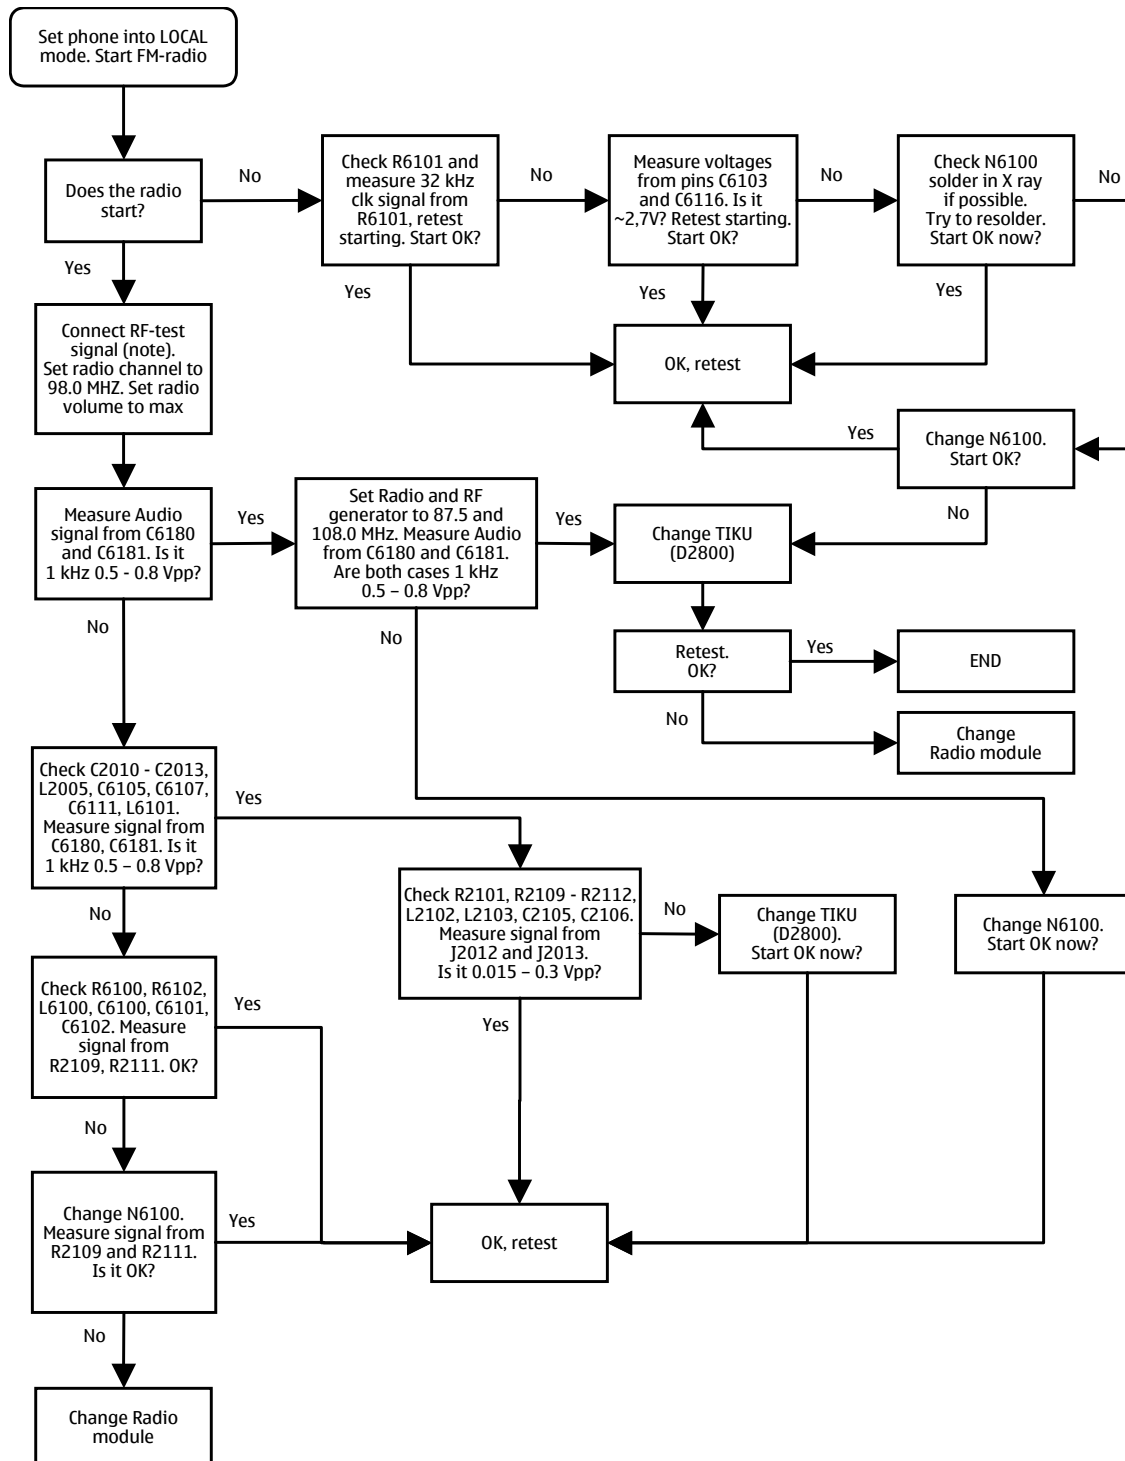 Set phone into LOCAL
mode. Start FM-radio
Does the radio
start?
No
Check R6101 and
measure 32 kHz
clk signal from
R6101, retest
starting. Start OK?
No
Measure voltages
from pins C6103
and C6116. Is it
~2,7V? Retest starting.
Start OK?
No
Check N6100
solder in X ray
if possible.
Try to resolder.
Start OK now?
No
Yes
Yes
Yes
Yes
Connect RF-test
signal (note).
Set radio channel to
98.0 MHZ. Set radio
volume to max
OK, retest
Yes
Change N6100.
Start OK?
No
Measure Audio
signal from C6180
and C6181. Is it
1 kHz 0.5 - 0.8 Vpp?
Yes
Set Radio and RF
generator to 87.5 and
108.0 MHz. Measure Audio
from C6180 and C6181.
Are both cases 1 kHz
0.5 – 0.8 Vpp?
Yes
Change TIKU
(D2800)
No
No
Retest.
OK?
Yes
END
No
Change
Radio module
Check C2010 - C2013,
L2005, C6105, C6107,
C6111, L6101.
Measure signal from
C6180, C6181. Is it
1 kHz 0.5 – 0.8 Vpp?
Yes
No
Check R2101, R2109 - R2112,
L2102, L2103, C2105, C2106.
Measure signal from
J2012 and J2013.
Is it 0.015 – 0.3 Vpp?
No
Change TIKU
(D2800).
Start OK now?
Change N6100.
Start OK now?
Yes
Check R6100, R6102,
L6100, C6100, C6101,
C6102. Measure
signal from
R2109, R2111. OK?
Yes
No
Change N6100.
Measure signal from
R2109 and R2111.
Is it OK?
Yes
OK, retest
No
Change Radio
module